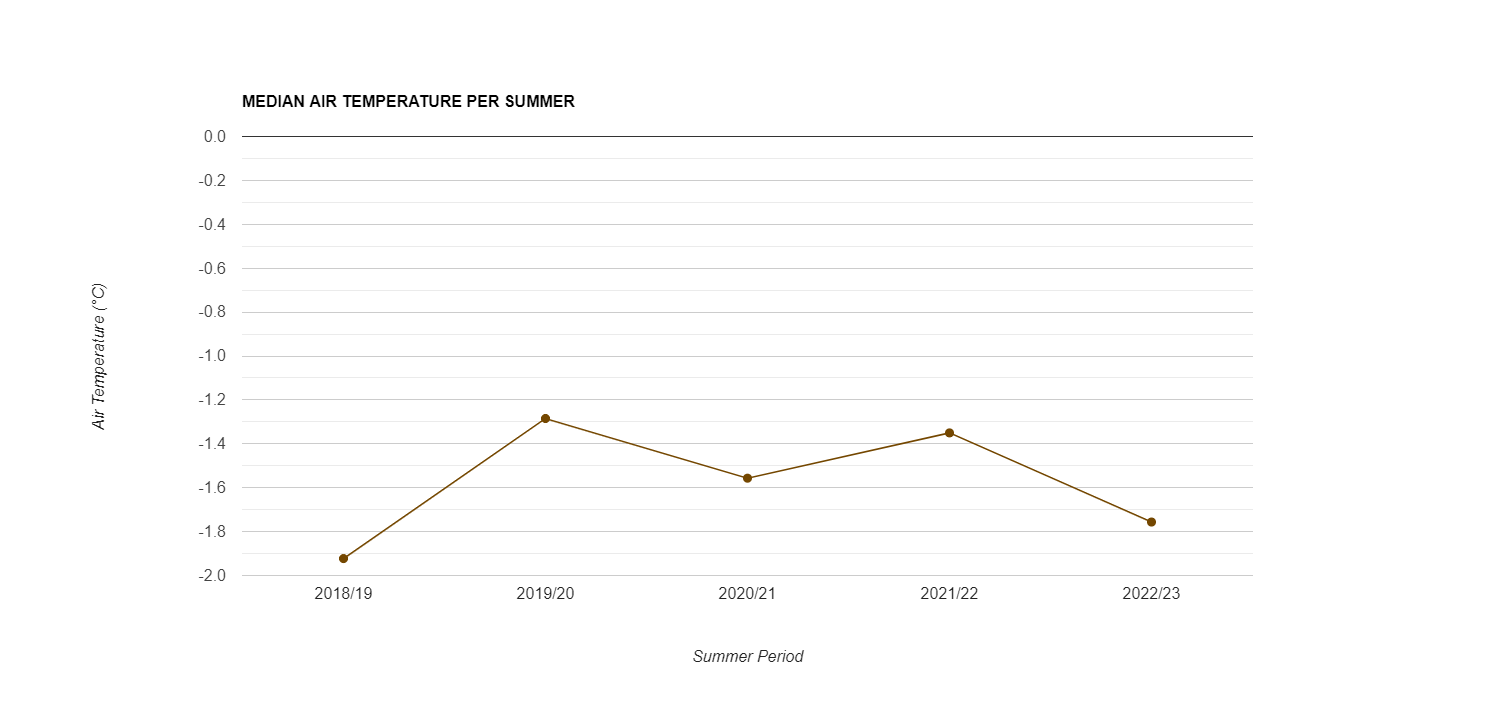 MEDIAN AIR TEMPERATURE PER SUMMER
0.0
-0.2
-0.4
-0.6
-0.8
-1.0
-1.2
-1.4
-1.6
-1.8
-2.0
Air Temperature (°C)
2018/19 2019/20 2020/21 2021/22 2022/23
Summer Period